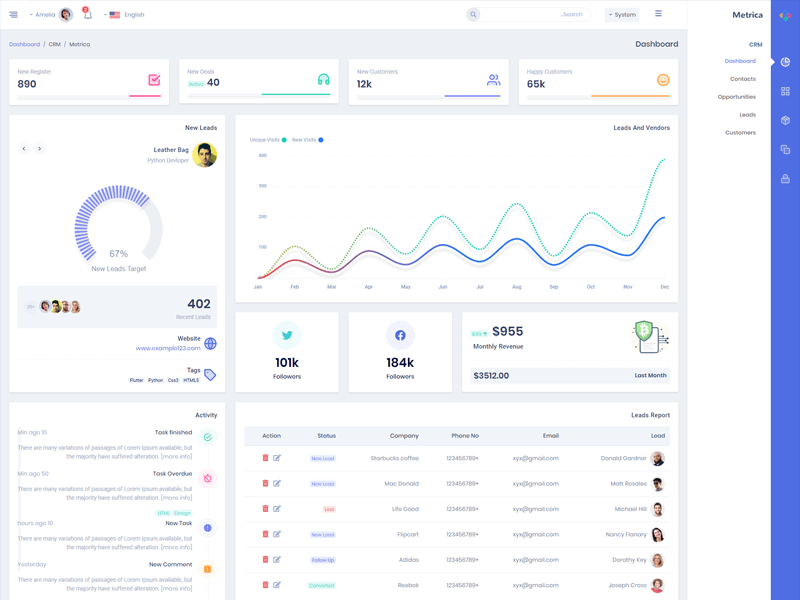 Amelia
2
English
Search...
System
Metrica
Dashboard / CRM / Metrica
Dashboard
CRM
Dashboard
Contacts
Opportunities
Leads
Customers
New Register
890
New Deals
Active 40
New Customers
12k
Happy Customers
65k
New Leads
Leather Bag
Python Devloper
67%
New Leads Target
402
Recent Leads
Website
www.example123.com
Tags
Flutter Python Css3 HTML5
Leads And Vendors
Unique Visits New Visits
400
300
200
100
Jan Feb Mar Apr May Jun Jul Aug Sep Oct Nov Dec
101k
Followers
184k
Followers
$955
Monthly Revenue
$3512.00 Last Month
Activity
Min ago 10 Task finished
There are many variations of passages of Lorem Ipsum available, but
the majority have suffered alteration. [more info]
Min ago 50 Task Overdue
There are many variations of passages of Lorem Ipsum available, but
the majority have suffered alteration. [more info]
HTML Design
hours ago 10 New Task
There are many variations of passages of Lorem Ipsum available, but
the majority have suffered alteration. [more info]
Yesterday New Comment
There are many variations of passages of Lorem Ipsum available, but
the majority have suffered alteration. [more info]
Leads Report
Action Status Company Phone No Email Lead
New Lead Starbucks coffee 123456789+ xyx@gmail.com Donald Gardner
New Lead Mac Donald 123456789+ xyx@gmail.com Matt Rosales
Lost Life Good 123456789+ xyx@gmail.com Michael Hill
New Lead Flipcart 123456789+ xyx@gmail.com Nancy Flanary
Follow Up Adidas 123456789+ xyx@gmail.com Dorothy Key
Converted Reebok 123456789+ xyx@gmail.com Joseph Cross